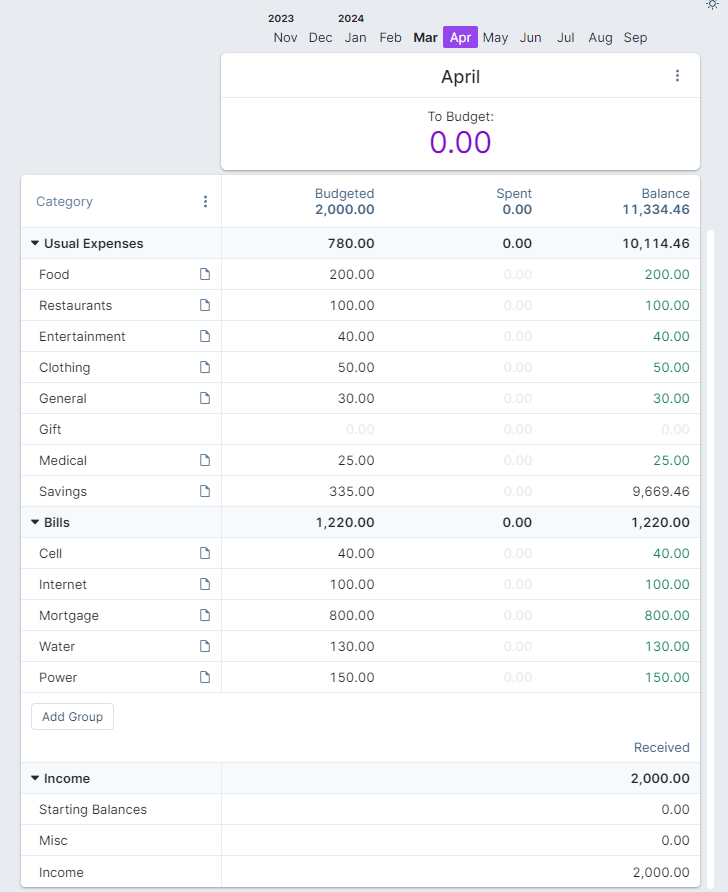 2023 2024
Nov Dec Jan Feb Mar Apr May Jun Jul Aug Sep
April
To Budget:
0.00
Category Budgeted Spent Balance
2,000.00 0.00 11,334.46
Usual Expenses 780.00 0.00 10,114.46
Food 200.00 0.00 200.00
Restaurants 100.00 0.00 100.00
Entertainment 40.00 0.00 40.00
Clothing 50.00 0.00 50.00
General 30.00 0.00 30.00
Gift 0.00 0.00 0.00
Medical 25.00 0.00 25.00
Savings 335.00 0.00 9,669.46
Bills 1,220.00 0.00 1,220.00
Cell 40.00 0.00 40.00
Internet 100.00 0.00 100.00
Mortgage 800.00 0.00 800.00
Water 130.00 0.00 130.00
Power 150.00 0.00 150.00
Add Group
Received
Income 2,000.00
Starting Balances 0.00
Misc 0.00
Income 2,000.00